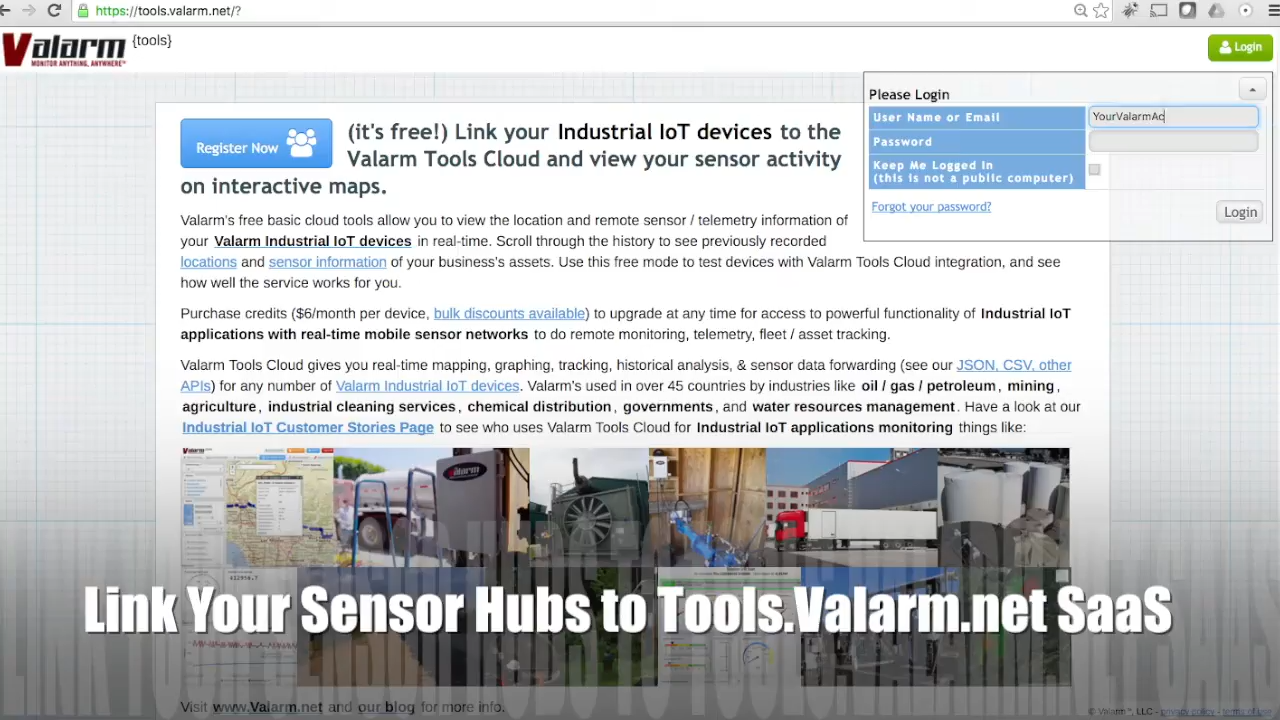 https://tools.valarm.net/?
Valarm {tools}
MONITOR ANYTHING, ANYWHERE™
Login
Please Login
User Name or Email YourValarmAc
Password
Keep Me Logged in
(this is not a public computer)
Forgot your password?
Login
Register Now
(it's free!) Link your Industrial IoT devices to the
Valarm Tools Cloud and view your sensor activity
on interactive maps.
Valarm's free basic cloud tools allow you to view the location and remote sensor / telemetry information of
your Valarm Industrial IoT devices in real-time. Scroll through the history to see previously recorded
locations and sensor information of your business's assets. Use this free mode to test devices with Valarm Tools Cloud integration, and see
how well the service works for you.
Purchase credits ($6/month per device, bulk discounts available) to upgrade at any time for access to powerful functionality of Industrial IoT
applications with real-time mobile sensor networks to do remote monitoring, telemetry, fleet / asset tracking.
Valarm Tools Cloud gives you real-time mapping, graphing, tracking, historical analysis, & sensor data forwarding (see our JSON, CSV, other
APIs) for any number of Valarm Industrial IoT devices. Valarm's used in over 45 countries by industries like oil / gas / petroleum, mining,
agriculture, industrial cleaning services, chemical distribution, governments, and water resources management. Have a look at our
Industrial IoT Customer Stories Page to see who uses Valarm Tools Cloud for Industrial IoT applications monitoring things like:
Valarm
Link Your Sensor Hubs to Tools.Valarm.net SaaS
Visit www.Valarm.net and our blog for more info.
© Valarm™, LLC - privacy policy - terms of use